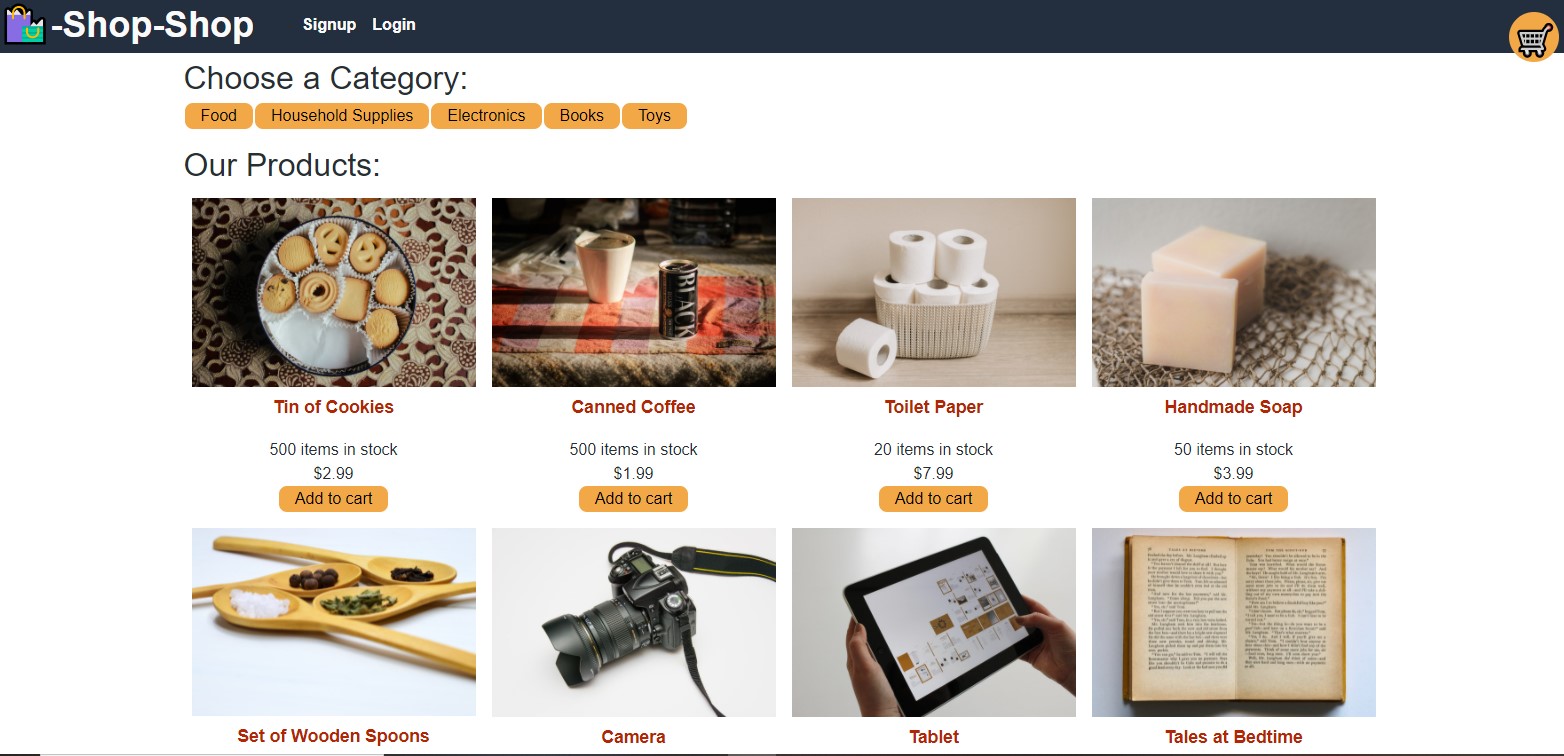 -Shop-Shop
Signup Login
Choose a Category:
Food Household Supplies Electronics Books Toys
Our Products:
BLACK
Tin of Cookies Canned Coffee Toilet Paper Handmade Soap
500 items in stock 500 items in stock 20 items in stock 50 items in stock
$2.99 $1.99 $7.99 $3.99
Add to cart Add to cart Add to cart Add to cart
Set of Wooden Spoons Camera Tablet Tales at Bedtime